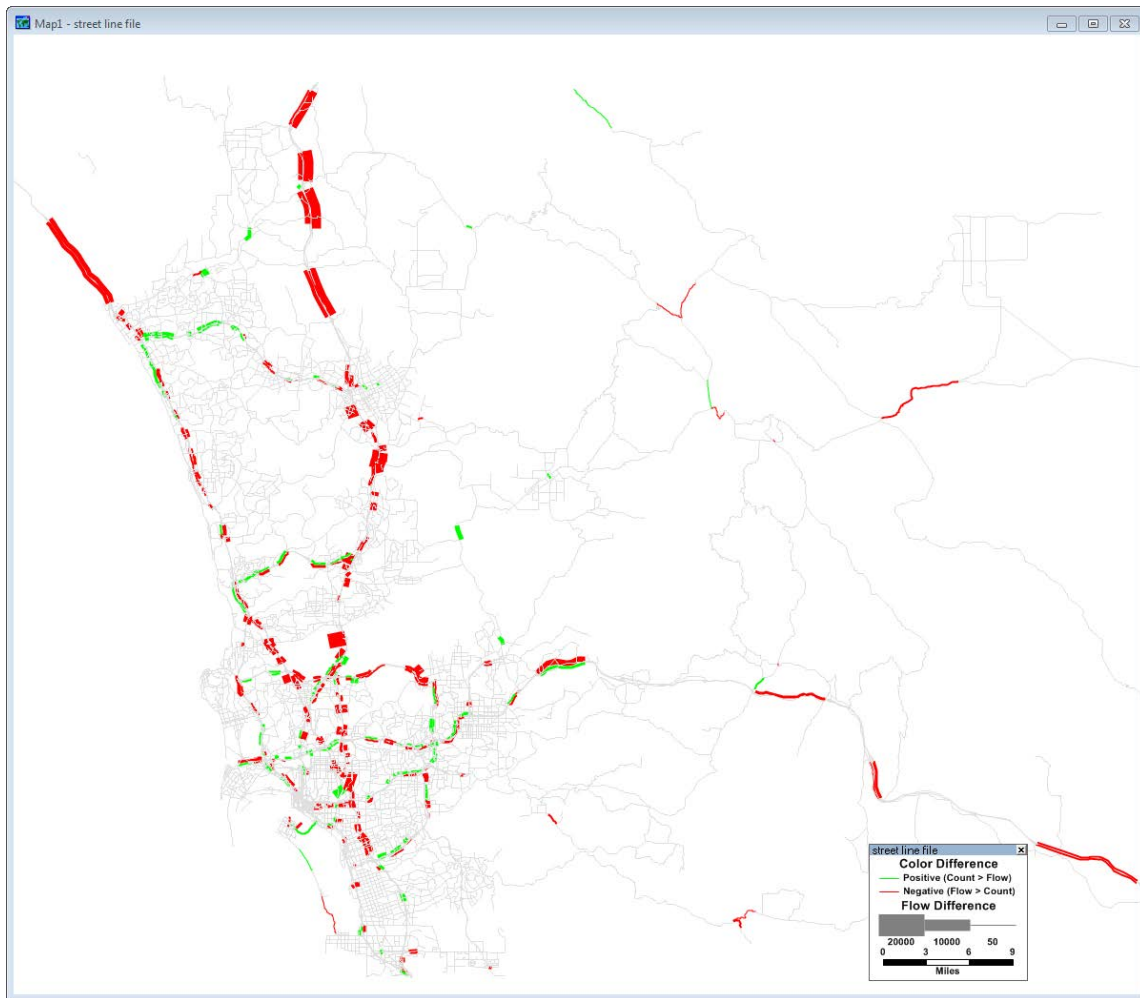 Map1 - street line file
street line file
Color Difference
Positive (Count > Flow)
Negative (Flow > Count)
Flow Difference
20000 10000 50
0 3 6 9
Miles